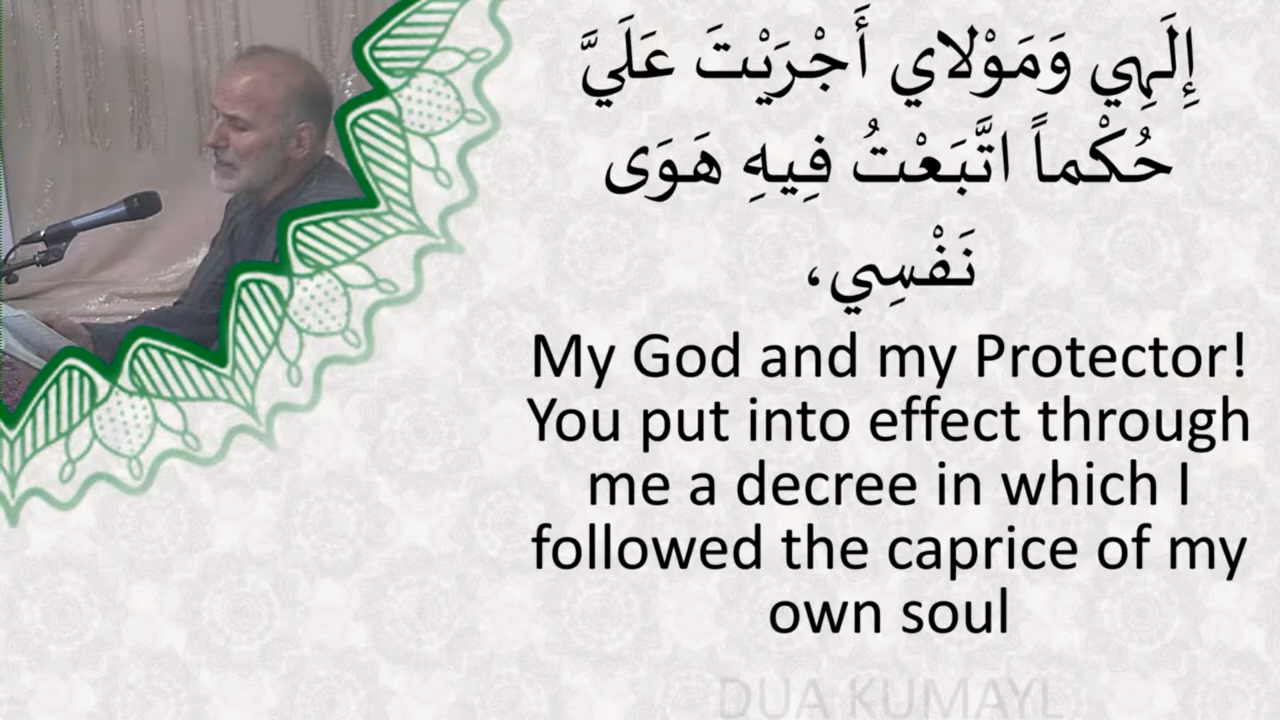 إِلَهِي وَمَوْلاي أَجْرَيْتَ عَلَيَّ
حُكْماً اتَّبَعْتُ فِيهِ هَوَى
نَفْسِي،
My God and my Protector!
You put into effect through
me a decree in which I
followed the caprice of my
own soul
DUA KUMAYL